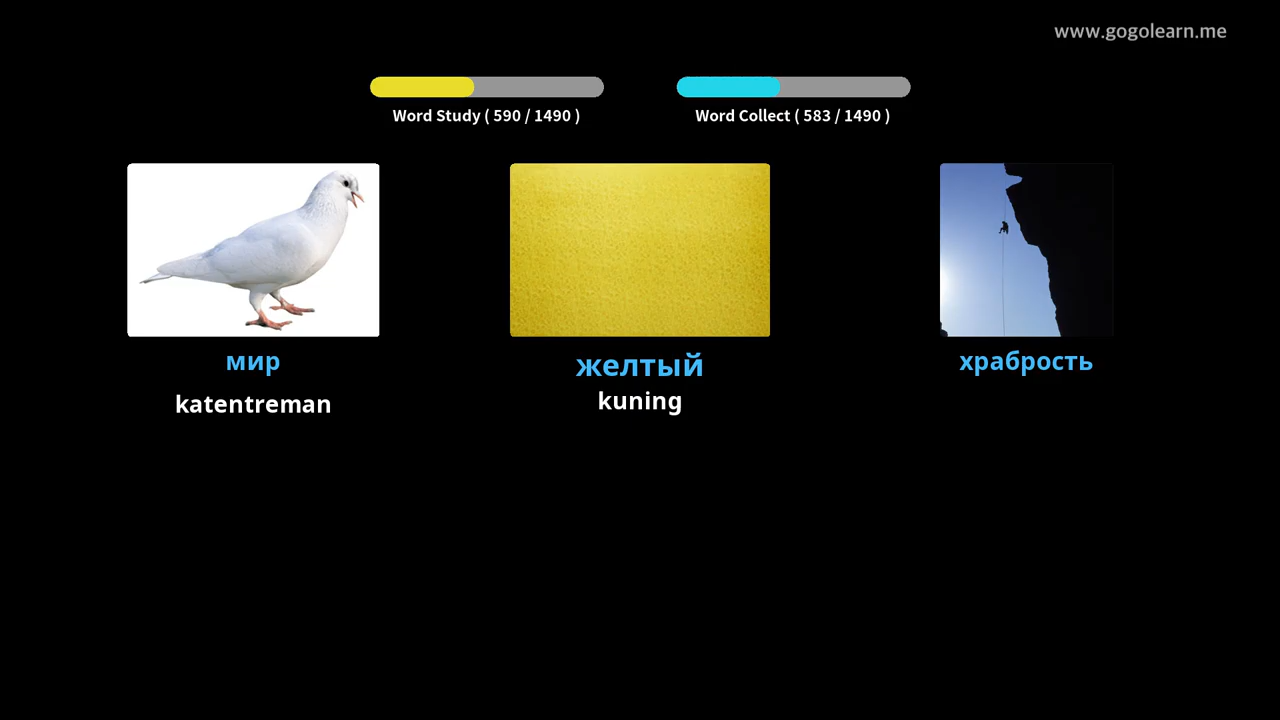 www.gogolearn.me
Word Study ( 590 / 1490 )
Word Collect ( 583 / 1490 )
мир
желтый
храбрость
katentreman
kuning